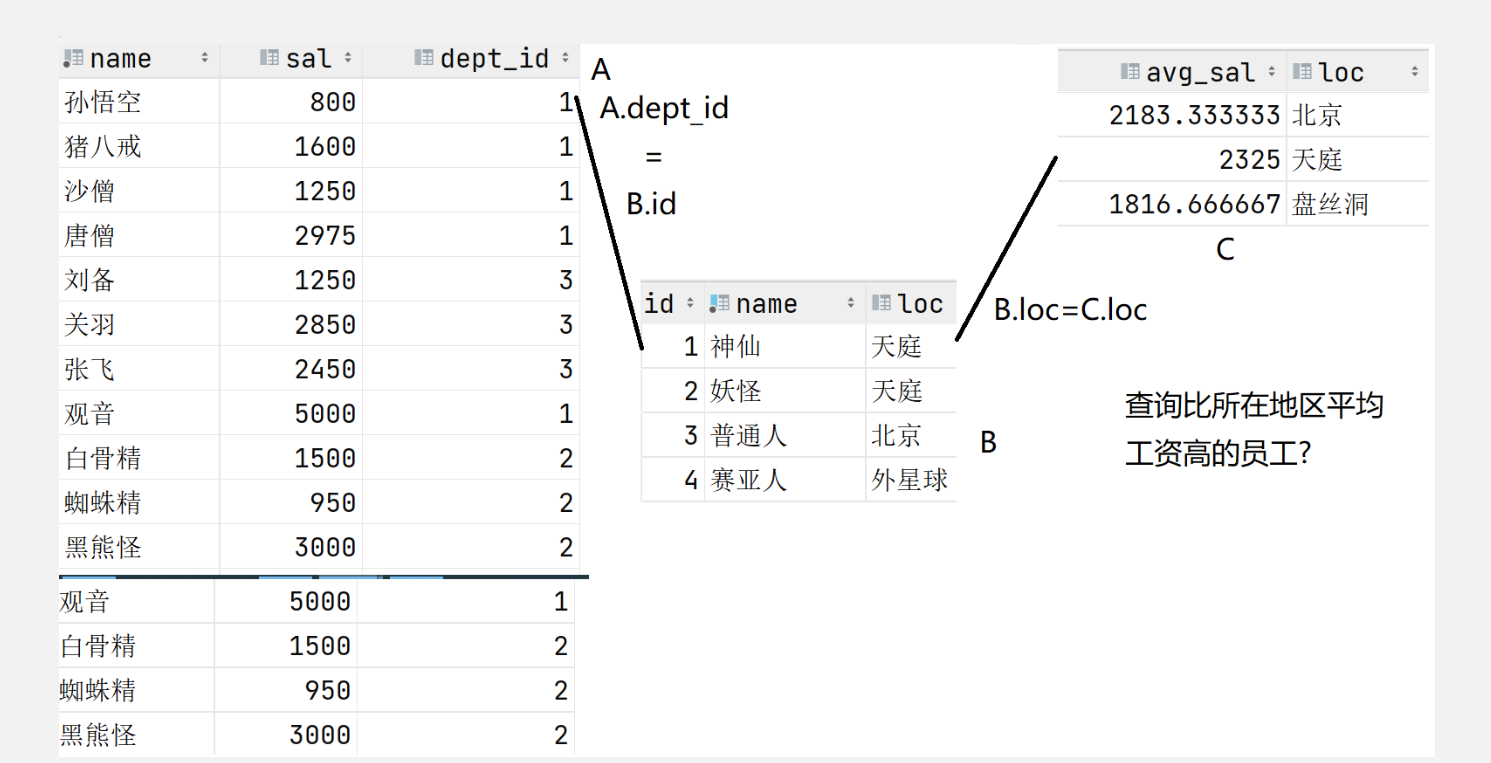 name sal dept_id
孙悟空 800 1
猪八戒 1600 1
沙僧 1250 1
唐僧 2975 1
刘备 1250 3
关羽 2850 3
张飞 2450 3
观音 5000 1
白骨精 1500 2
蜘蛛精 950 2
黑熊怪 3000 2
观音 5000 1
白骨精 1500 2
蜘蛛精 950 2
黑熊怪 3000 2
A
A.dept_id
=
B.id
id name loc
1 神仙 天庭
2 妖怪 天庭
3 普通人 北京
4 赛亚人 外星球
B
avg_sal loc
2183.333333 北京
2325 天庭
1816.666667 盘丝洞
C
B.loc=C.loc
查询比所在地区平均
工资高的员工?